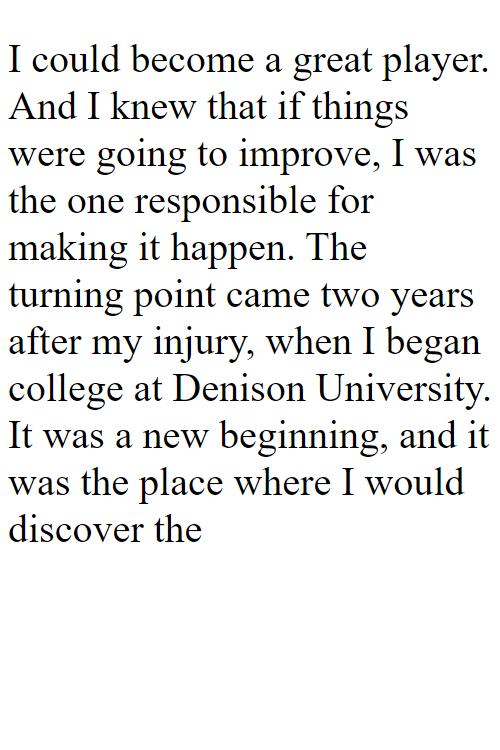 I could become a great player.
And I knew that if things
were going to improve, I was
the one responsible for
making it happen. The
turning point came two years
after my injury, when I began
college at Denison University.
It was a new beginning, and it
was the place where I would
discover the